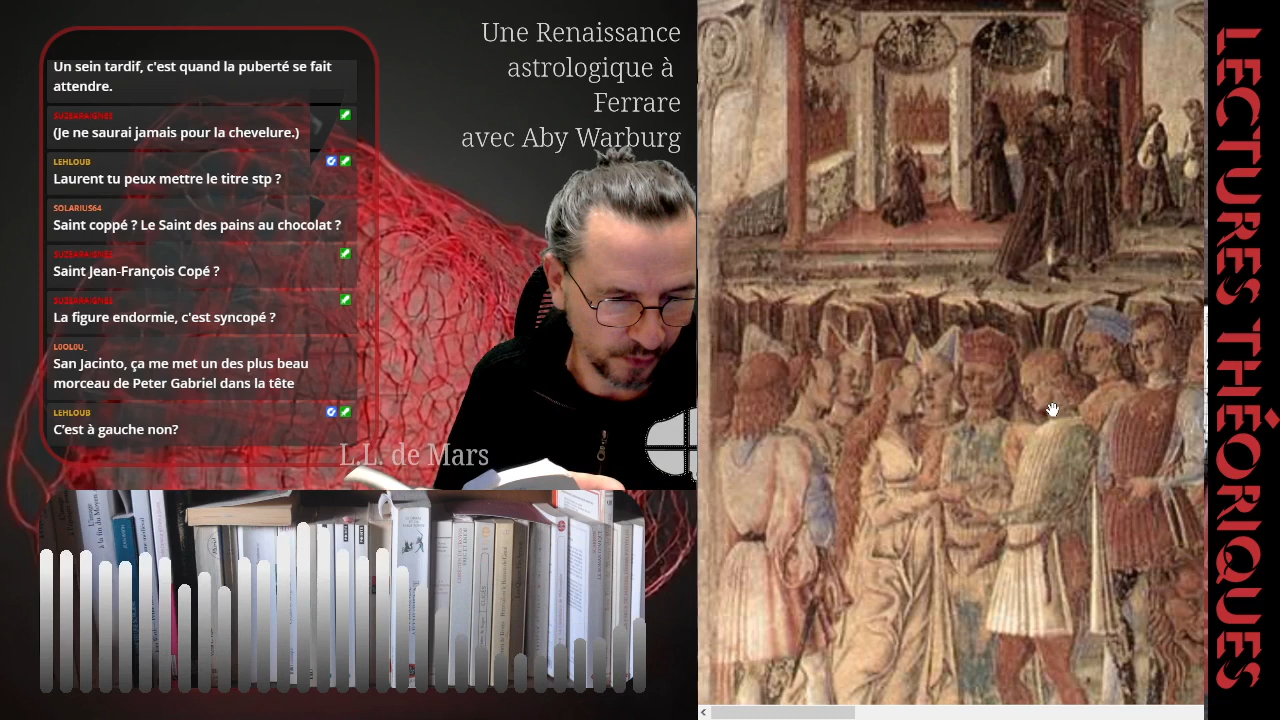 Un sein tardif, c'est quand la puberté se fait
attendre.
SUZEARAIGNEE
(Je ne saurai jamais pour la chevelure.)
LEHLOUB
Laurent tu peux mettre le titre stp ?
SOLARIUS64
Saint coppé ? Le Saint des pains au chocolat ?
SUZEARAIGNEE
Saint Jean-François Copé ?
SUZEARAIGNEE
La figure endormie, c'est syncopé ?
L0OL0U_
San Jacinto, ça me met un des plus beau
morceau de Peter Gabriel dans la tête
LEHLOUB
C'est à gauche non?
Une Renaissance
astrologique à
Ferrare
avec Aby Warburg
L.L. de Mars
LECTURES THÉORIQUES